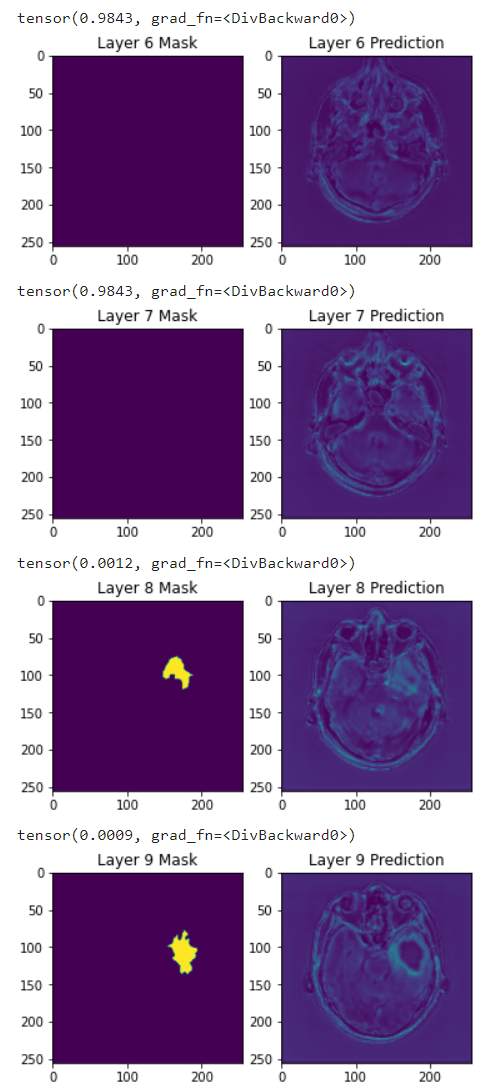 tensor(0.9843, grad_fn=<DivBackward0>)
Layer 6 Mask Layer 6 Prediction
0 0
50 50
100 100
150 150
200 200
250 250
0 100 200 0 100 200
tensor(0.9843, grad_fn=<DivBackward0>)
Layer 7 Mask Layer 7 Prediction
0 0
50 50
100 100
150 150
200 200
250 250
0 100 200 0 100 200
tensor(0.0012, grad_fn=<DivBackward0>)
Layer 8 Mask Layer 8 Prediction
0 0
50 50
100 100
150 150
200 200
250 250
0 100 200 0 100 200
tensor(0.0009, grad_fn=<DivBackward0>)
Layer 9 Mask Layer 9 Prediction
0 0
50 50
100 100
150 150
200 200
250 250
0 100 200 0 100 200